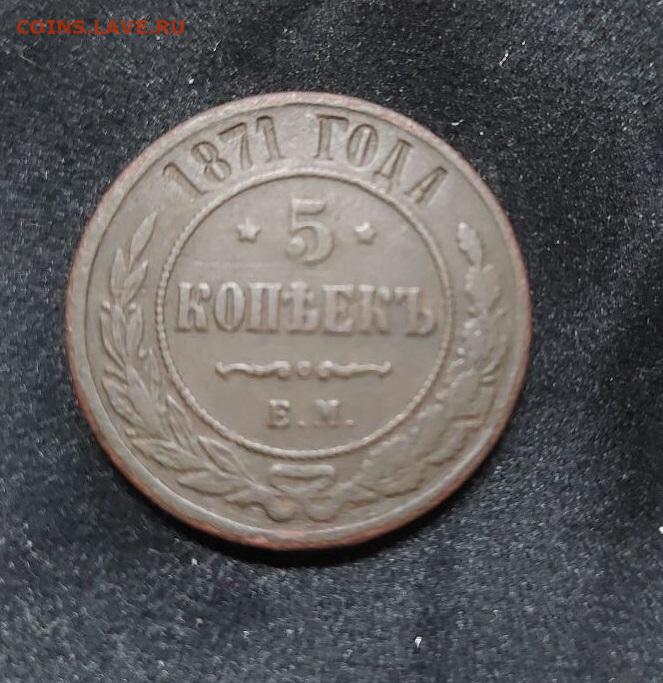 COINS.LAVE.RU
1871 ГОДА
5
КОПѢЕКЪ
Е.М.